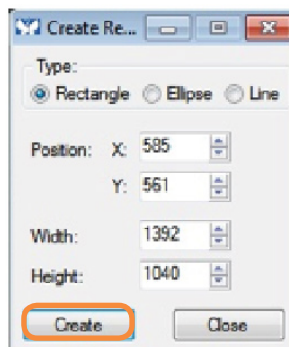 Create Re...
Type:
Rectangle Ellipse Line
Position: X: 585
Y: 561
Width: 1392
Height: 1040
Create Close